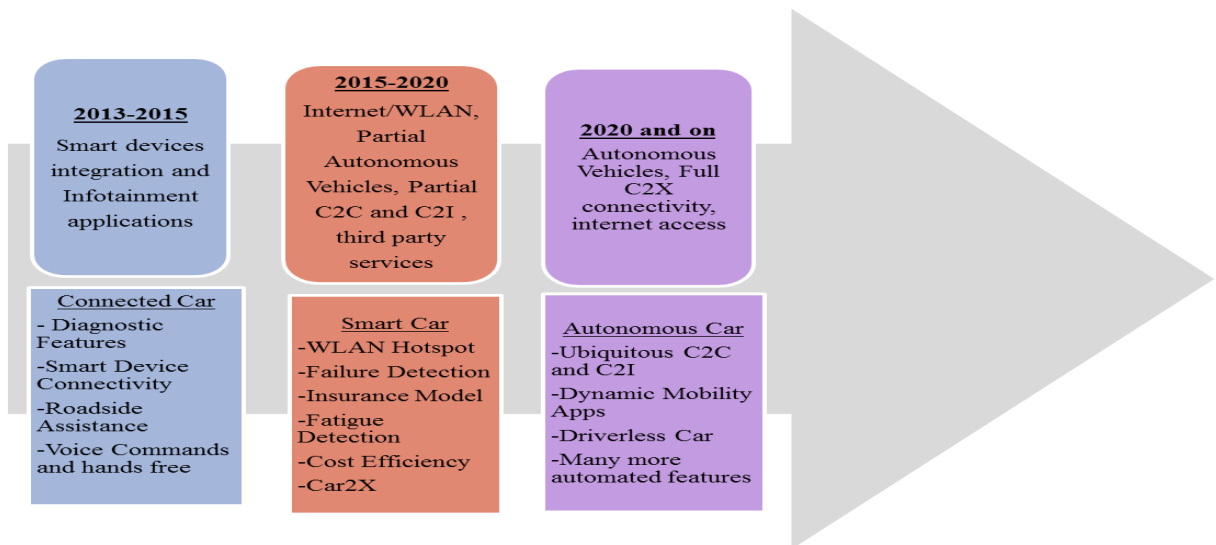 2013-2015
Smart devices
integration and
Infotainment
applications
Connected Car
- Diagnostic
Features
-Smart Device
Connectivity
-Roadside
Assistance
-Voice Commands
and hands free
2015-2020
Internet/WLAN,
Partial
Autonomous
Vehicles, Partial
C2C and C2I ,
third party
services
Smart Car
-WLAN Hotspot
-Failure Detection
-Insurance Model
-Fatigue
Detection
-Cost Efficiency
-Car2X
2020 and on
Autonomous
Vehicles, Full
C2X
connectivity,
internet access
Autonomous Car
-Ubiquitous C2C
and C2I
-Dynamic Mobility
Apps
-Driverless Car
-Many more
automated features